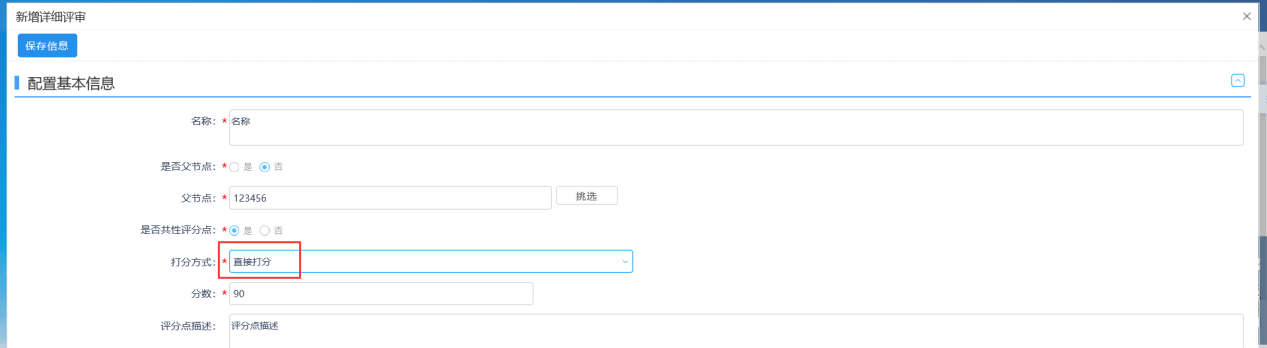 新增详细评审
保存信息
配置基本信息
名称： * 名称
是否父节点： * 是 否
父节点： * 123456 挑选
是否共性评分点： * 是 否
打分方式： * 直接打分
分数： * 90
评分点描述： 评分点描述